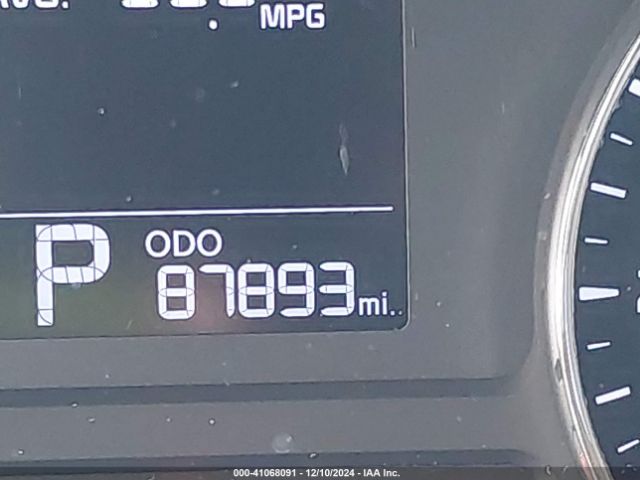 MPG
P
ODO
87893 mi.
000-41068091 - 12/10/2024 - IAA Inc.